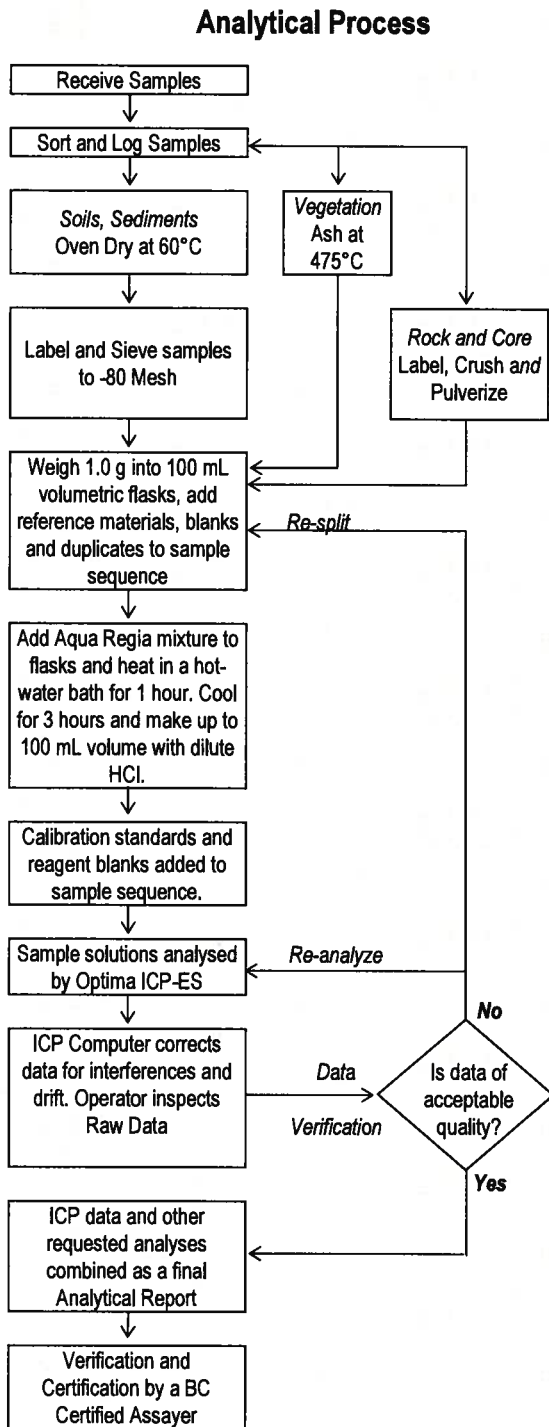 Analytical Process
Receive Samples
Sort and Log Samples
Soils, Sediments
Oven Dry at 60°C
Vegetation
Ash at
475°C
Rock and Core
Label, Crush and
Pulverize
Label and Sieve samples
to -80 Mesh
Weigh 1.0 g into 100 mL
volumetric flasks, add
reference materials, blanks
and duplicates to sample
sequence
Re-split
Add Aqua Regia mixture to
flasks and heat in a hot-
water bath for 1 hour. Cool
for 3 hours and make up to
100 mL volume with dilute
HCl.
Calibration standards and
reagent blanks added to
sample sequence.
Sample solutions analysed
by Optima ICP-ES
Re-analyze
No
ICP Computer corrects
data for interferences and
drift. Operator inspects
Raw Data
Data
Verification
Is data of
acceptable
quality?
Yes
ICP data and other
requested analyses
combined as a final
Analytical Report
Verification and
Certification by a BC
Certified Assayer